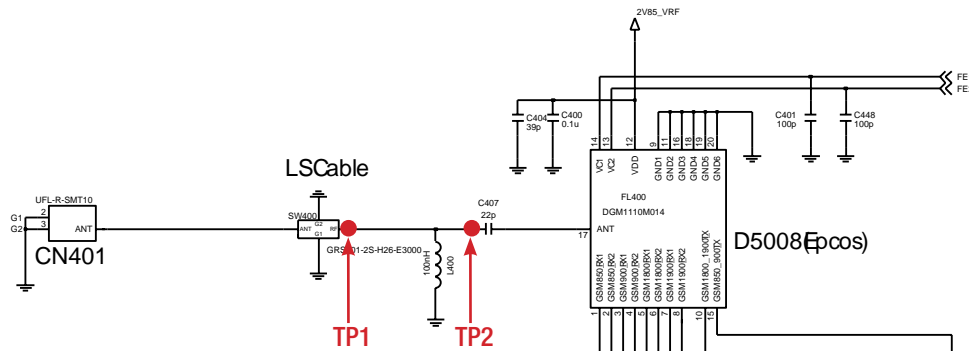 2V85_VRF
FE
FE
C404
39p
C400
0.1u
C401
100p
C448
100p
14
13
12
9
11
16
18
19
20
VC1
VC2
VDD
GND1
GND2
GND3
GND4
GND5
GND6
LSCable
UFL-R-SMT10
G1
G2
2
3
ANT
CN401
SW400
ANT
G2
G1
RF
C407
22p
FL400
DGM1110M014
17
ANT
D5008(Epcos)
100nH
L400
GSM850RX1
GSM850RX2
GSM900RX1
GSM900RX2
GSM1800RX1
GSM1800RX2
GSM1900RX1
GSM1900RX2
GSM1800_1900TX
GSM850_900TX
1
2
3
4
5
6
7
8
10
15
TP1
TP2